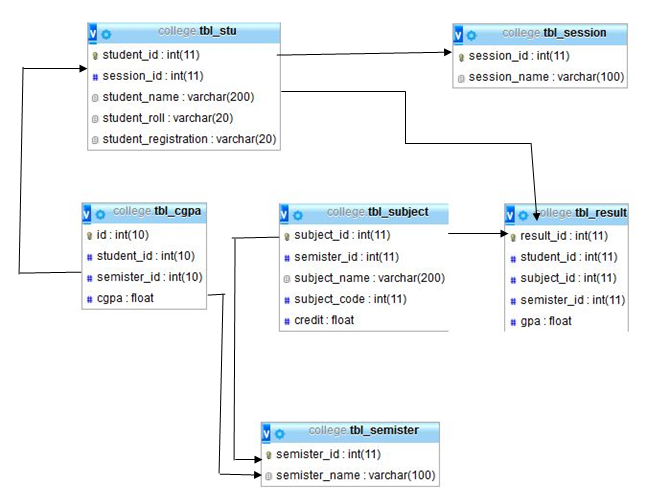 college.tbl_stu
student_id : int(11)
session_id : int(11)
student_name : varchar(200)
student_roll : varchar(20)
student_registration : varchar(20)
college.tbl_session
session_id : int(11)
session_name : varchar(100)
college.tbl_cgpa
id : int(10)
student_id : int(10)
semister_id : int(10)
cgpa : float
college.tbl_subject
subject_id : int(11)
semister_id : int(11)
subject_name : varchar(200)
subject_code : int(11)
credit : float
college.tbl_result
result_id : int(11)
student_id : int(11)
subject_id : int(11)
semister_id : int(11)
gpa : float
college.tbl_semister
semister_id : int(11)
semister_name : varchar(100)